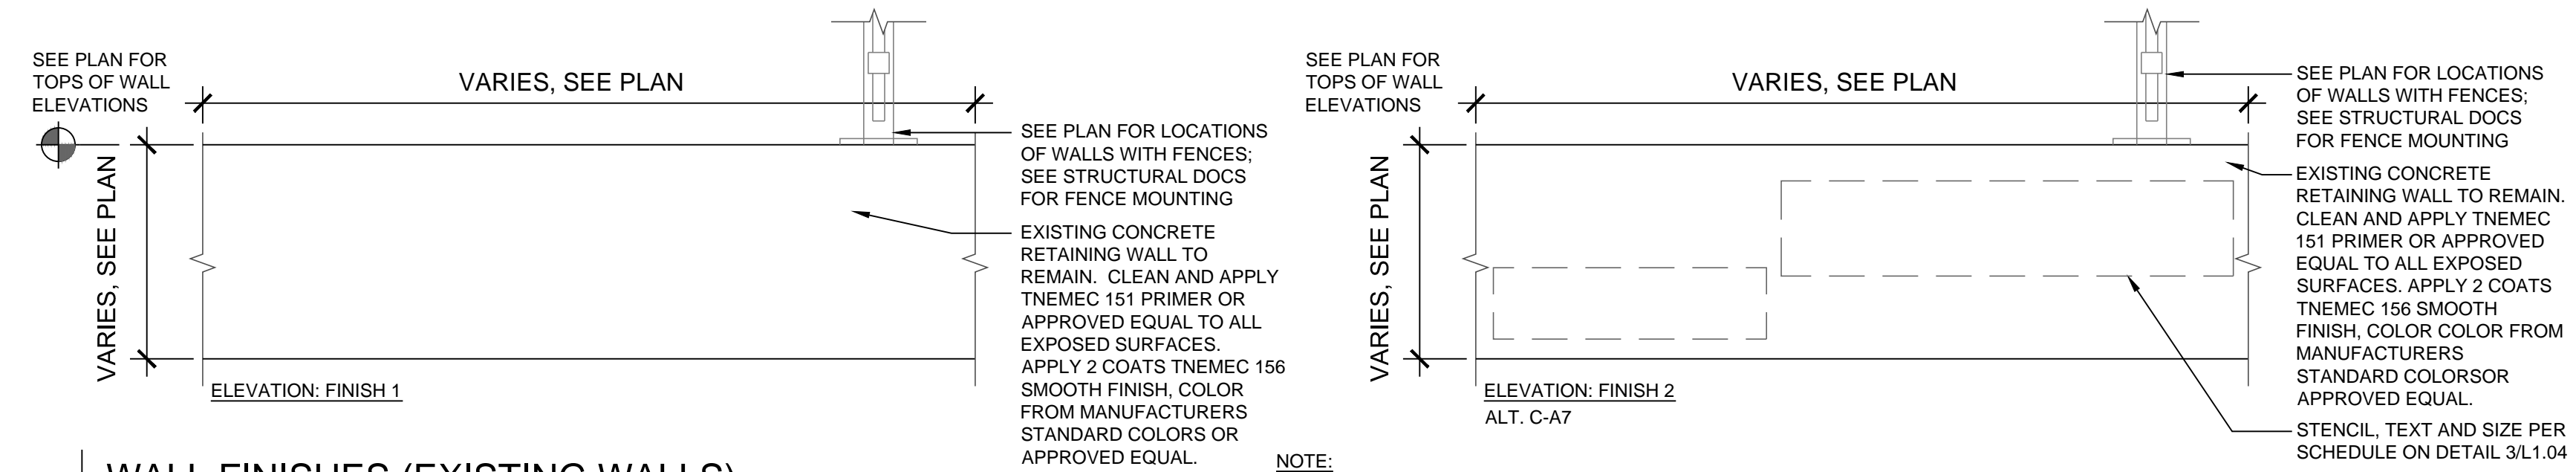 SEE PLAN FOR
TOPS OF WALL
ELEVATIONS
VARIES, SEE PLAN
VARIES, SEE PLAN
SEE PLAN FOR LOCATIONS
OF WALLS WITH FENCES;
SEE STRUCTURAL DOCS
FOR FENCE MOUNTING
EXISTING CONCRETE
RETAINING WALL TO
REMAIN. CLEAN AND APPLY
TNEMEC 151 PRIMER OR
APPROVED EQUAL TO ALL
EXPOSED SURFACES.
APPLY 2 COATS TNEMEC 156
SMOOTH FINISH, COLOR
FROM MANUFACTURERS
STANDARD COLORS OR
APPROVED EQUAL.
ELEVATION: FINISH 1
SEE PLAN FOR
TOPS OF WALL
ELEVATIONS
VARIES, SEE PLAN
VARIES, SEE PLAN
SEE PLAN FOR LOCATIONS
OF WALLS WITH FENCES;
SEE STRUCTURAL DOCS
FOR FENCE MOUNTING
EXISTING CONCRETE
RETAINING WALL TO REMAIN.
CLEAN AND APPLY TNEMEC
151 PRIMER OR APPROVED
EQUAL TO ALL EXPOSED
SURFACES. APPLY 2 COATS
TNEMEC 156 SMOOTH
FINISH, COLOR COLOR FROM
MANUFACTURERS
STANDARD COLORSOR
APPROVED EQUAL.
STENCIL, TEXT AND SIZE PER
SCHEDULE ON DETAIL 3/L1.04
ELEVATION: FINISH 2
ALT. C-A7
WALL FINISHES (EXISTING WALLS)
NOTE: